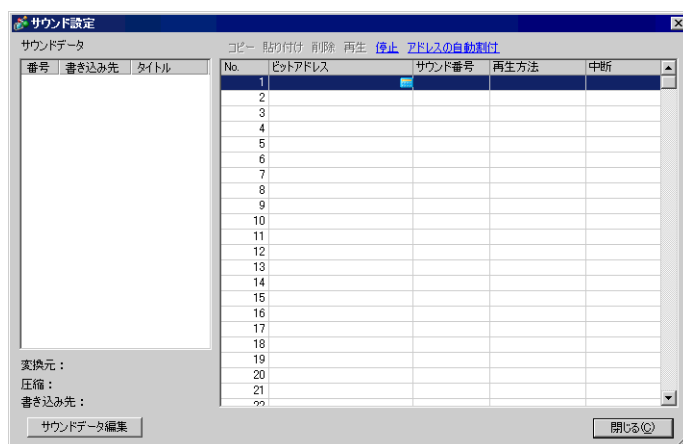 サウンド設定
サウンドデータ
コピー 貼り付け 削除 再生 停止 アドレスの自動割付
番号 書き込み先 タイトル
No. ビットアドレス サウンド番号 再生方法 中断
1
2
3
4
5
6
7
8
9
10
11
12
13
14
15
16
17
18
19
20
21
22
変換元：
圧縮：
書き込み先：
サウンドデータ編集
閉じる(C)